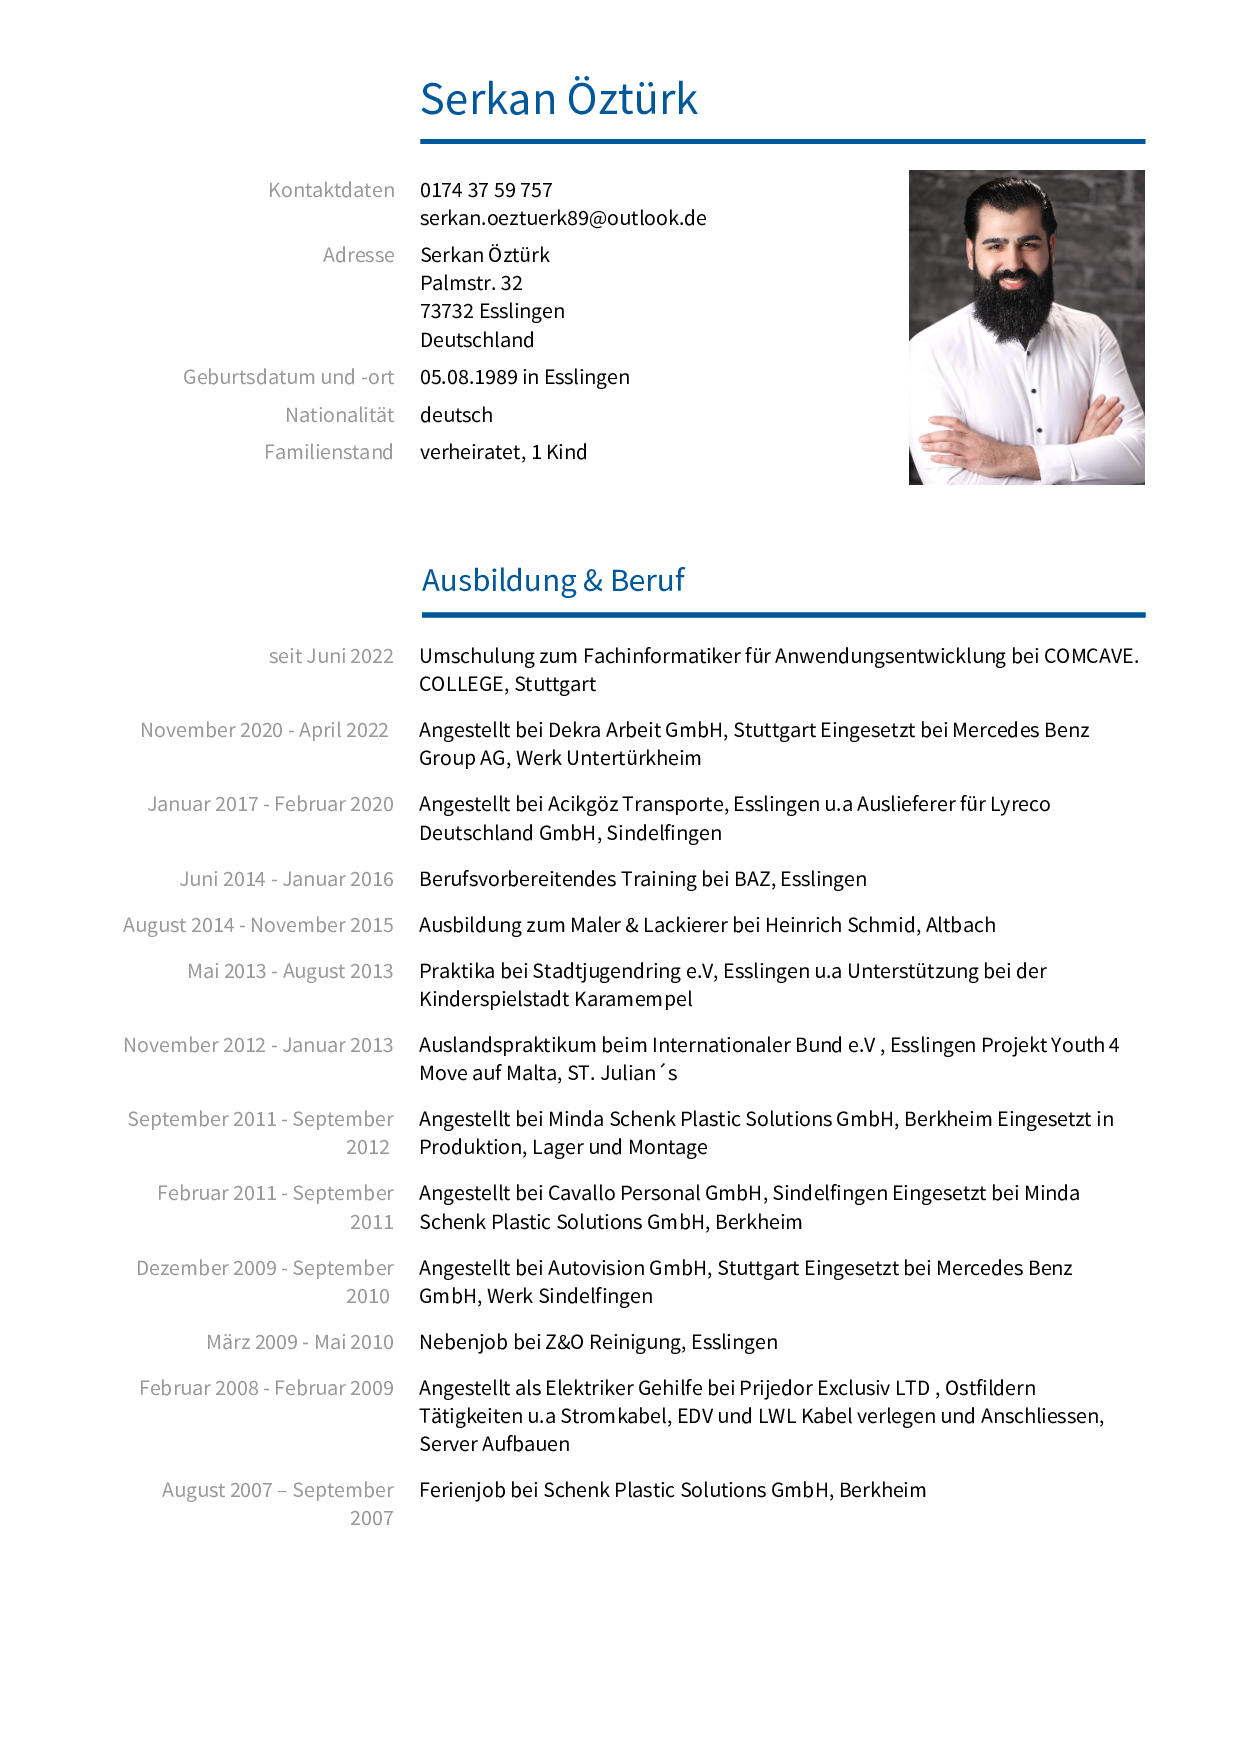 Serkan Öztürk
Kontaktdaten 0174 37 59 757
serkan.oeztuerk89@outlook.de
Adresse Serkan Öztürk
Palmstr. 32
73732 Esslingen
Deutschland
Geburtsdatum und -ort 05.08.1989 in Esslingen
Nationalität deutsch
Familienstand verheiratet, 1 Kind
Ausbildung & Beruf
seit Juni 2022 Umschulung zum Fachinformatiker für Anwendungsentwicklung bei COMCAVE.
COLLEGE, Stuttgart
November 2020 - April 2022 Angestellt bei Dekra Arbeit GmbH, Stuttgart Eingesetzt bei Mercedes Benz
Group AG, Werk Untertürkheim
Januar 2017 - Februar 2020 Angestellt bei Acikgöz Transporte, Esslingen u.a Auslieferer für Lyreco
Deutschland GmbH, Sindelfingen
Juni 2014 - Januar 2016 Berufsvorbereitendes Training bei BAZ, Esslingen
August 2014 - November 2015 Ausbildung zum Maler & Lackierer bei Heinrich Schmid, Altbach
Mai 2013 - August 2013 Praktika bei Stadtjugendring e.V, Esslingen u.a Unterstützung bei der
Kinderspielstadt Karamempel
November 2012 - Januar 2013 Auslandspraktikum beim Internationaler Bund e.V , Esslingen Projekt Youth 4
Move auf Malta, ST. Julian´s
September 2011 - September Angestellt bei Minda Schenk Plastic Solutions GmbH, Berkheim Eingesetzt in
2012 Produktion, Lager und Montage
Februar 2011 - September Angestellt bei Cavallo Personal GmbH, Sindelfingen Eingesetzt bei Minda
2011 Schenk Plastic Solutions GmbH, Berkheim
Dezember 2009 - September Angestellt bei Autovision GmbH, Stuttgart Eingesetzt bei Mercedes Benz
2010 GmbH, Werk Sindelfingen
März 2009 - Mai 2010 Nebenjob bei Z&O Reinigung, Esslingen
Februar 2008 - Februar 2009 Angestellt als Elektriker Gehilfe bei Prijedor Exclusiv LTD , Ostfildern
Tätigkeiten u.a Stromkabel, EDV und LWL Kabel verlegen und Anschliessen,
Server Aufbauen
August 2007 – September Ferienjob bei Schenk Plastic Solutions GmbH, Berkheim
2007